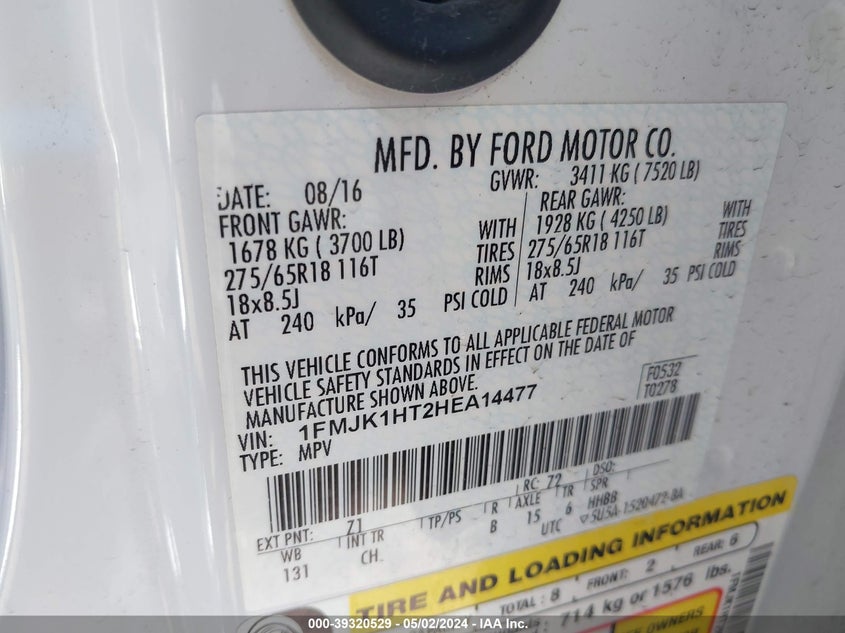 MFD. BY FORD MOTOR CO.
DATE: 08/16 GVWR: 3411 KG ( 7520 LB)
FRONT GAWR: REAR GAWR:
1678 KG ( 3700 LB) WITH 1928 KG ( 4250 LB) WITH
275/65R18 116T TIRES 275/65R18 116T TIRES
18x8.5J RIMS 18x8.5J RIMS
AT 240 kPa/ 35 PSI COLD AT 240 kPa/ 35 PSI COLD
THIS VEHICLE CONFORMS TO ALL APPLICABLE FEDERAL MOTOR
VEHICLE SAFETY STANDARDS IN EFFECT ON THE DATE OF
MANUFACTURE SHOWN ABOVE.
F0532
T0278
VIN: 1FMJK1HT2HEA14477
TYPE: MPV
EXT PNT: Z1 RC: 72 DSO:
WB INT TR TP/PS R AXLE TR SPR
131 CH B 15 6 HHBB
UTC ▽5U5A-1520472-BA
TIRE AND LOADING INFORMATION
TOTAL: 8 FRONT: 2 REAR: 6
714 kg or 1576 lbs.
OWNERS
000-39320529 - 05/02/2024 - IAA Inc.